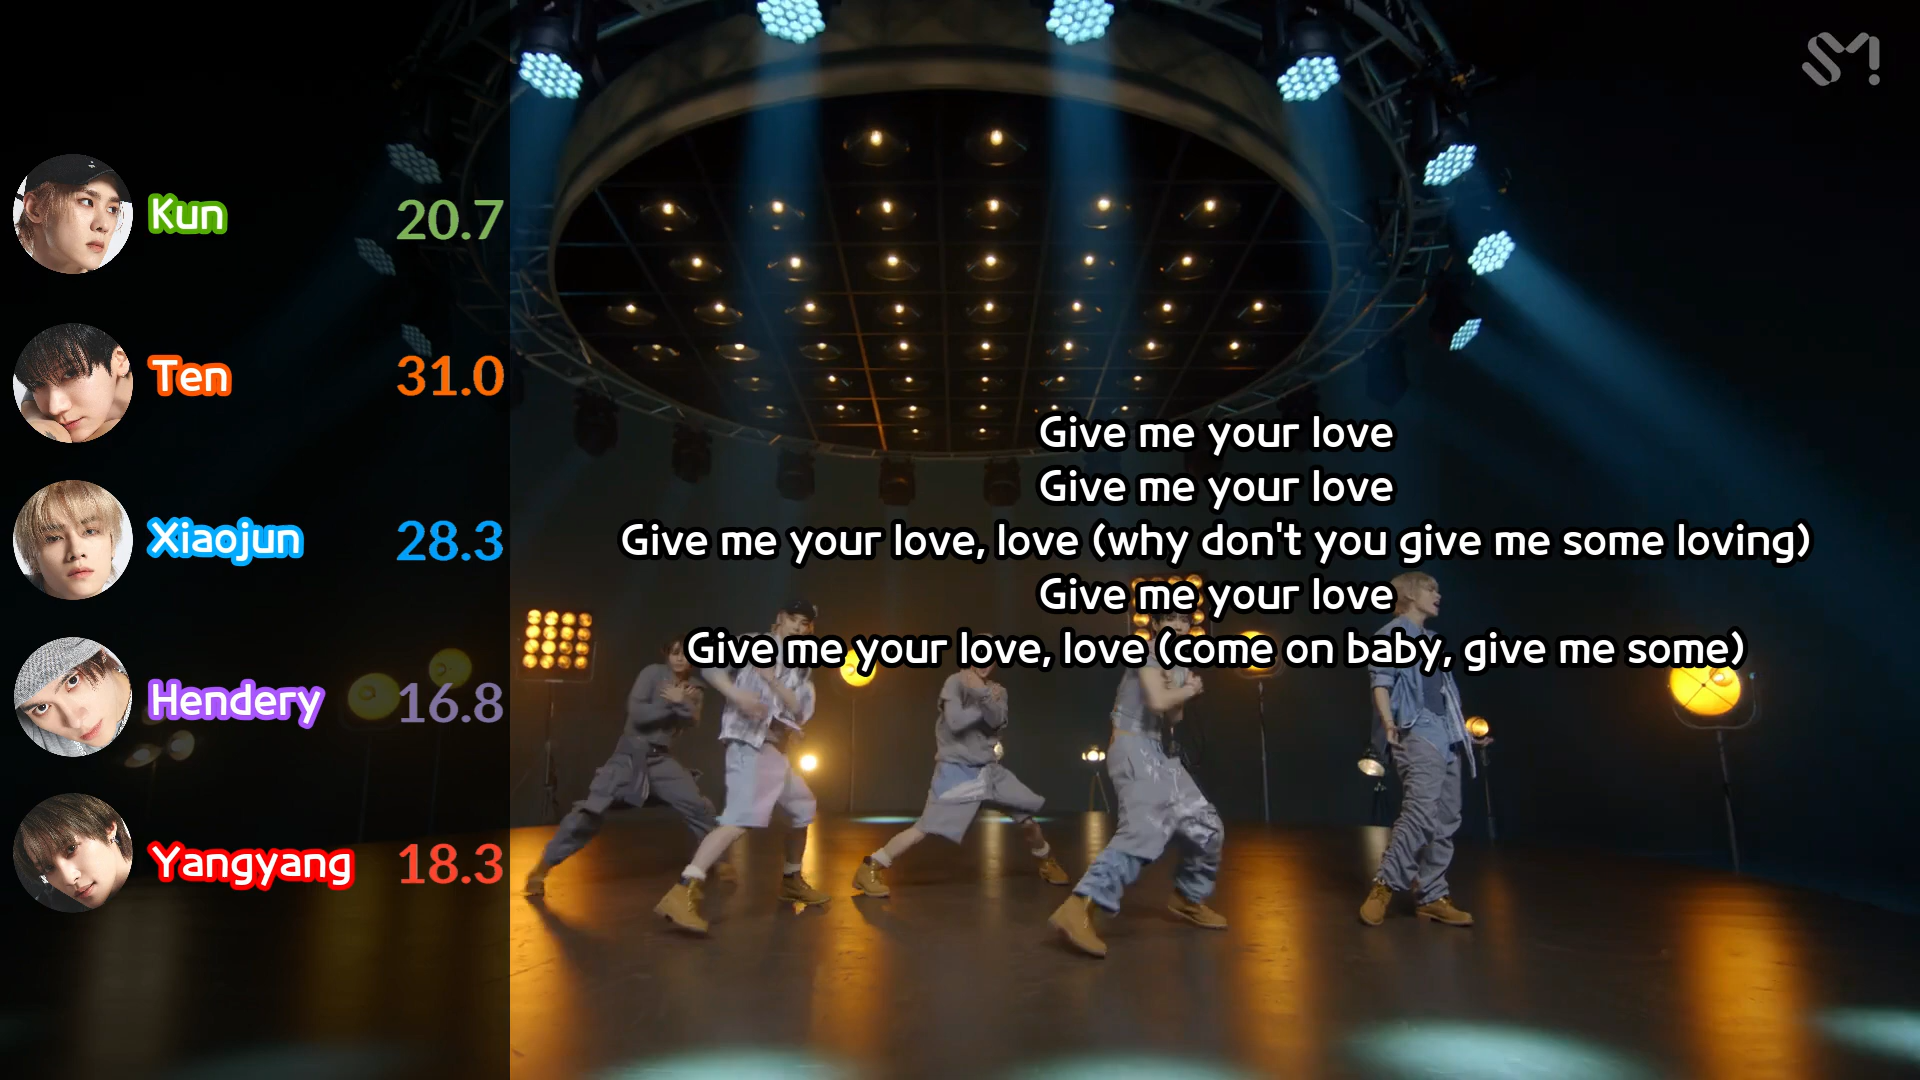 SM!
Kun 20.7
Ten 31.0
Xiaojun 28.3
Hendery 16.8
Yangyang 18.3
Give me your love
Give me your love
Give me your love, love (why don't you give me some loving)
Give me your love
Give me your love, love (come on baby, give me some)